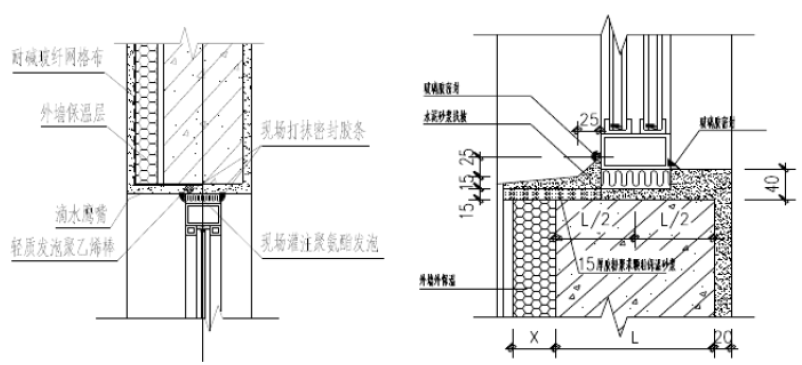 耐碱玻纤网格布
外墙保温层
现场打抹密封胶条
滴水鹰嘴
轻质发泡聚乙烯棒
现场灌注聚氨酯发泡
玻璃胶密封
水泥砂浆抹坡
玻璃胶密封
25
25
15
15
40
L/2
L/2
15厚胶粉聚苯颗粒保温砂浆
外墙外保温
X
L
20